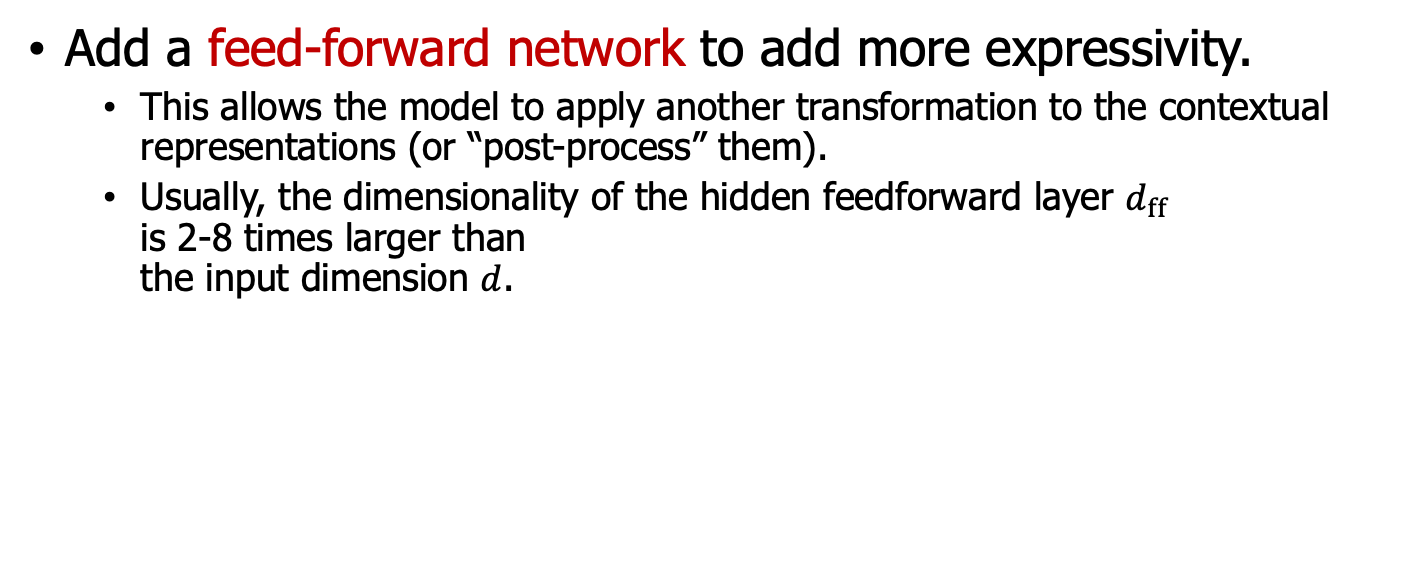 • Add a feed-forward network to add more expressivity.
• This allows the model to apply another transformation to the contextual
representations (or “post-process” them).
• Usually, the dimensionality of the hidden feedforward layer 𝑑ff
is 2-8 times larger than
the input dimension 𝑑.